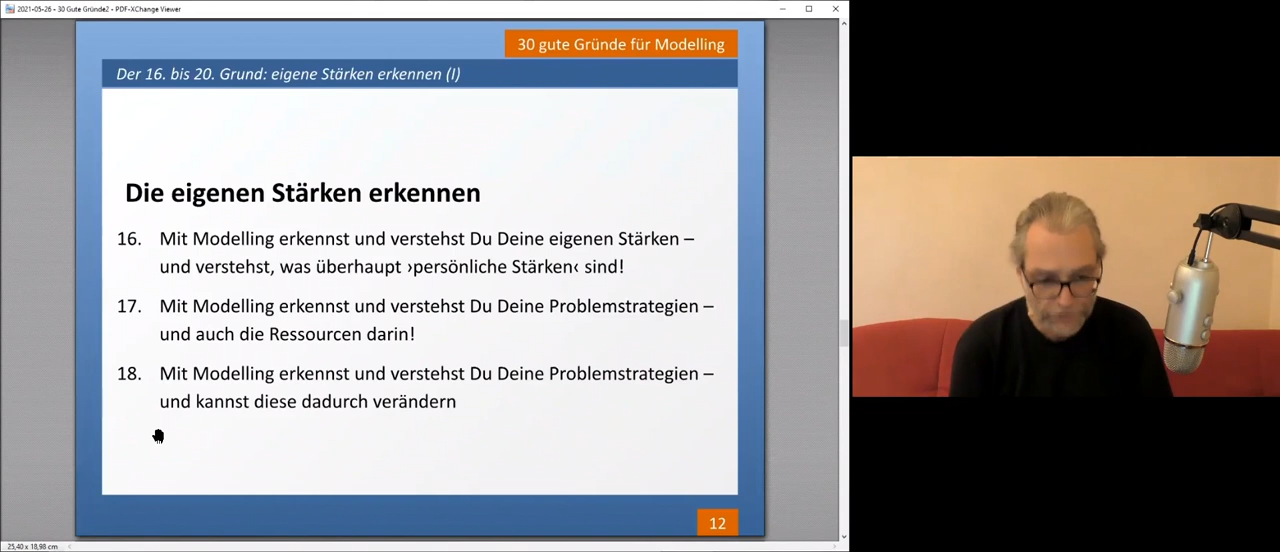 2021-05-26 - 30 Gute Gründe2 - PDF-XChange Viewer
30 gute Gründe für Modelling
Der 16. bis 20. Grund: eigene Stärken erkennen (I)
Die eigenen Stärken erkennen
16. Mit Modelling erkennst und verstehst Du Deine eigenen Stärken –
und verstehst, was überhaupt ›persönliche Stärken‹ sind!
17. Mit Modelling erkennst und verstehst Du Deine Problemstrategien –
und auch die Ressourcen darin!
18. Mit Modelling erkennst und verstehst Du Deine Problemstrategien –
und kannst diese dadurch verändern
12
25,40 x 18,98 cm